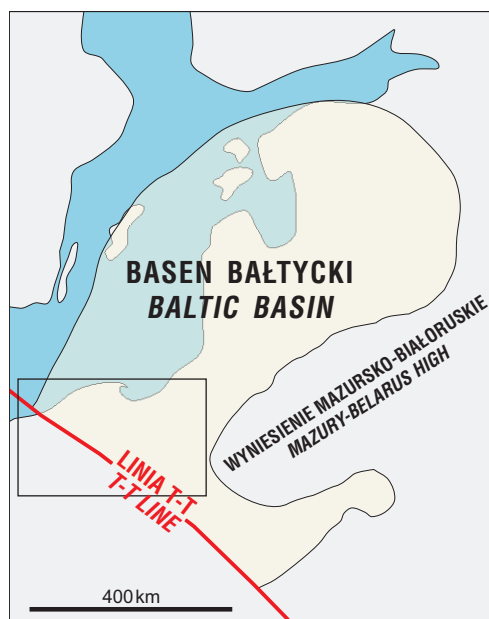 BASEN BAŁTYCKI
BALTIC BASIN
WYNIESIENIE MAZURSKO-BIAŁORUSKIE
MAZURY-BELARUS HIGH
LINIA T-T
T-T LINE
400 km